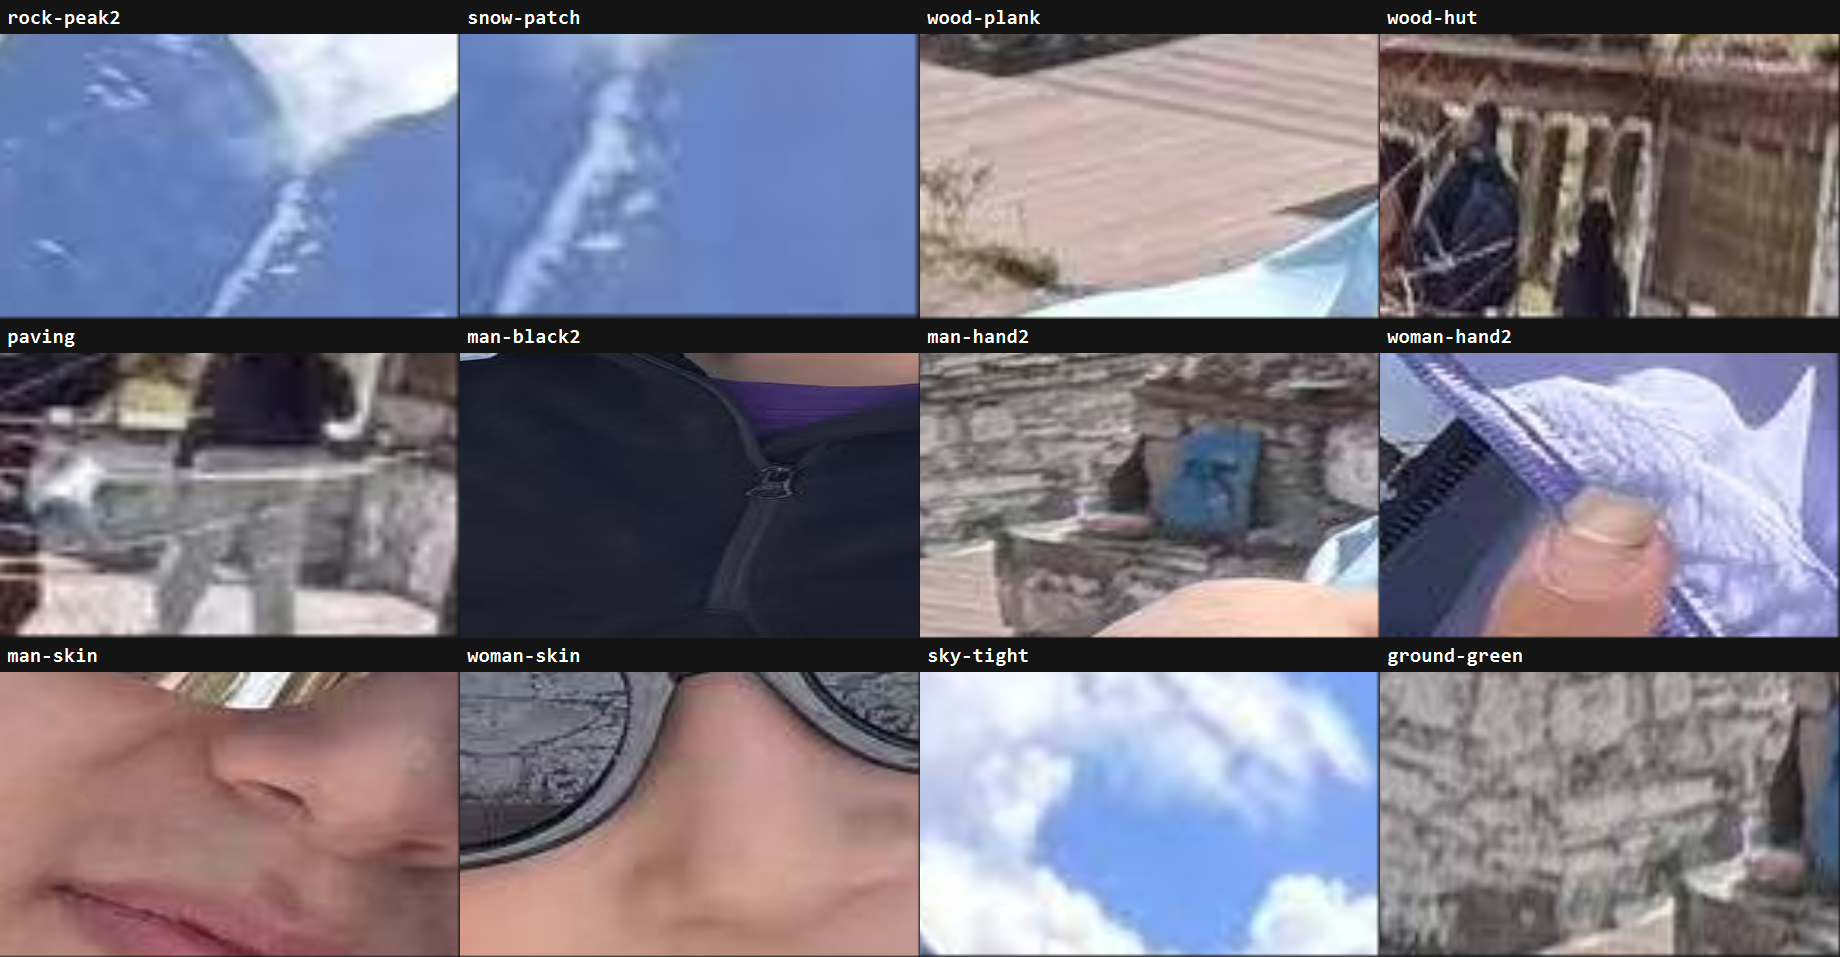 rock-peak2
snow-patch
wood-plank
wood-hut
paving
man-black2
man-hand2
woman-hand2
man-skin
woman-skin
sky-tight
ground-green